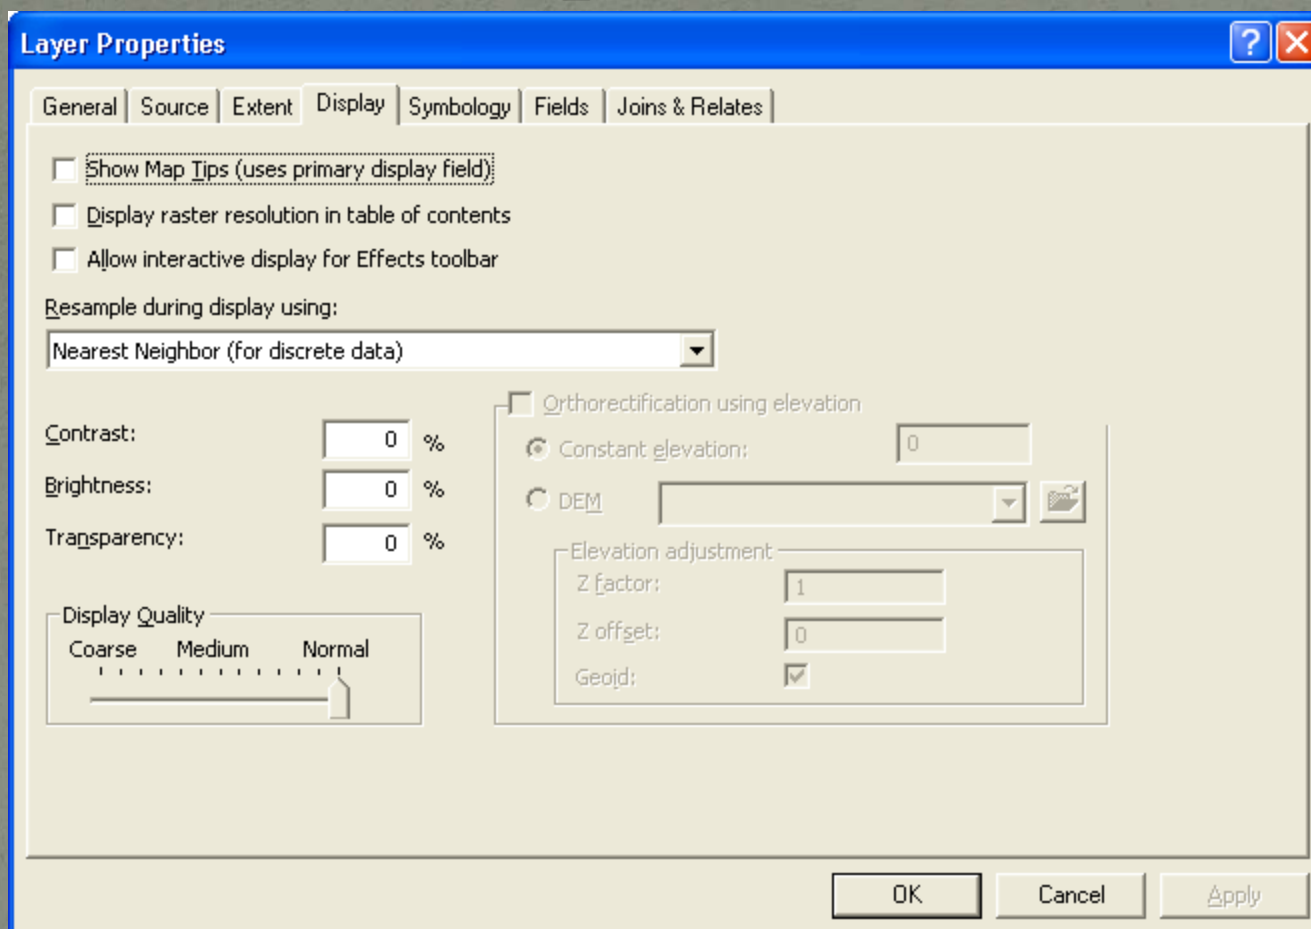 Layer Properties
General Source Extent Display Symbology Fields Joins & Relates
Show Map Tips (uses primary display field)
Display raster resolution in table of contents
Allow interactive display for Effects toolbar
Resample during display using:
Nearest Neighbor (for discrete data)
Contrast: 0 %
Brightness: 0 %
Transparency: 0 %
Display Quality
Coarse Medium Normal
Orthorectification using elevation
Constant elevation: 0
DEM
Elevation adjustment
Z factor: 1
Z offset: 0
Geoid:
OK Cancel Apply